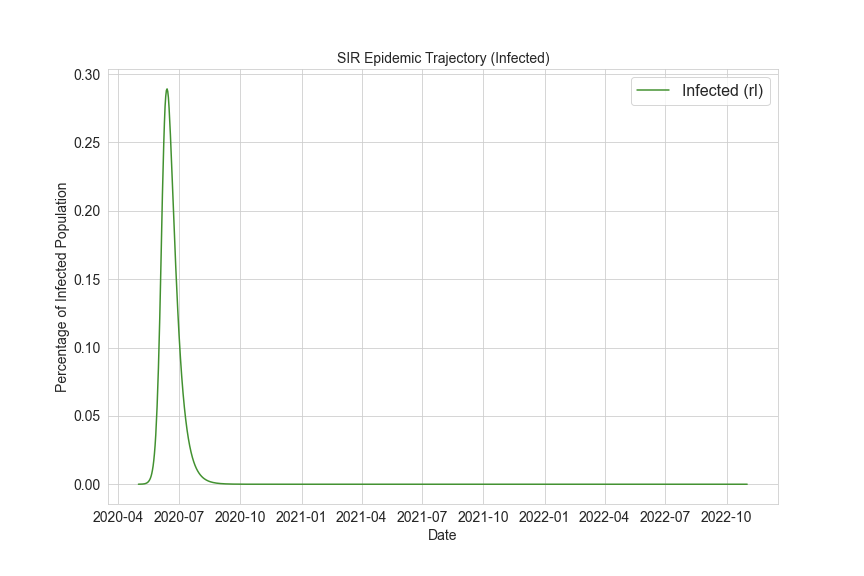 SIR Epidemic Trajectory (Infected)
Infected (rI)
Percentage of Infected Population
0.30
0.25
0.20
0.15
0.10
0.05
0.00
2020-04 2020-07 2020-10 2021-01 2021-04 2021-07 2021-10 2022-01 2022-04 2022-07 2022-10
Date